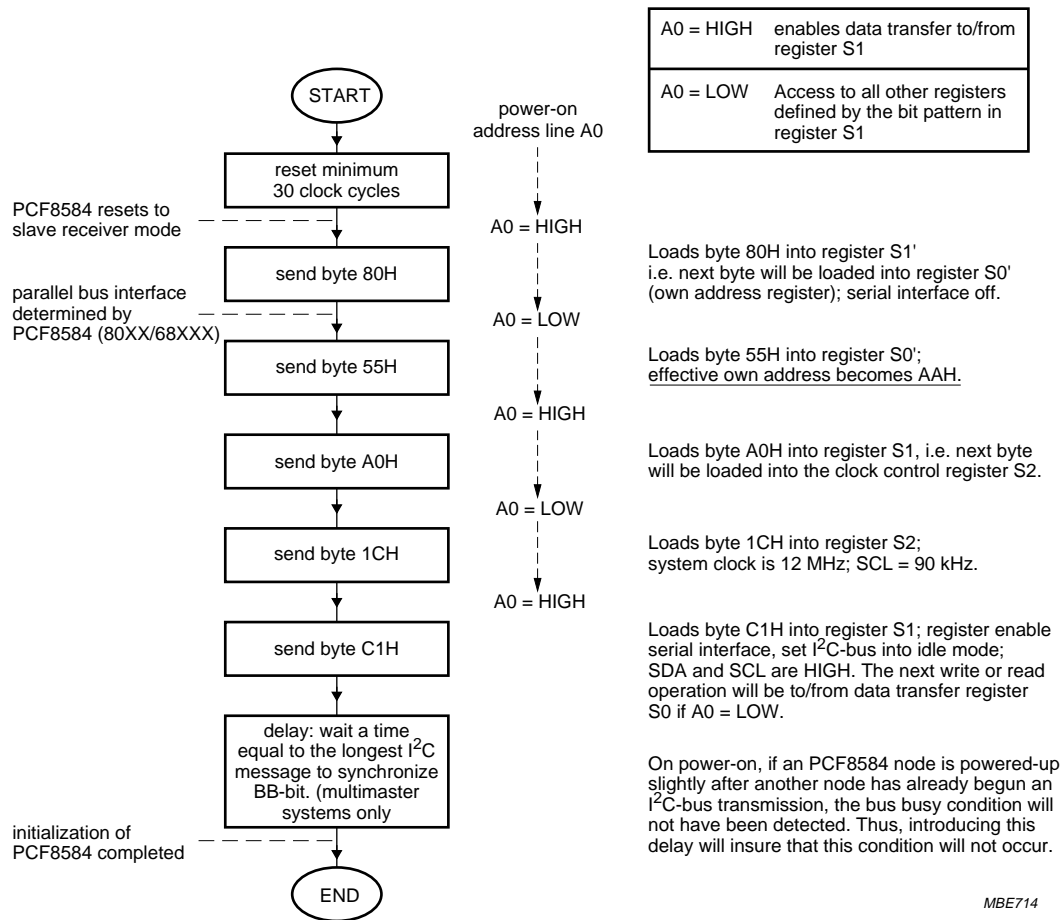 A0 = HIGH enables data transfer to/from
register S1
A0 = LOW Access to all other registers
defined by the bit pattern in
register S1
START
power-on
address line A0
reset minimum
30 clock cycles
PCF8584 resets to
slave receiver mode
A0 = HIGH
send byte 80H
Loads byte 80H into register S1'
i.e. next byte will be loaded into register S0'
(own address register); serial interface off.
parallel bus interface
determined by
PCF8584 (80XX/68XXX)
A0 = LOW
send byte 55H
Loads byte 55H into register S0';
effective own address becomes AAH.
A0 = HIGH
send byte A0H
Loads byte A0H into register S1, i.e. next byte
will be loaded into the clock control register S2.
A0 = LOW
send byte 1CH
Loads byte 1CH into register S2;
system clock is 12 MHz; SCL = 90 kHz.
A0 = HIGH
send byte C1H
Loads byte C1H into register S1; register enable
serial interface, set I²C-bus into idle mode;
SDA and SCL are HIGH. The next write or read
operation will be to/from data transfer register
S0 if A0 = LOW.
delay: wait a time
equal to the longest I²C
message to synchronize
BB-bit. (multimaster
systems only
On power-on, if an PCF8584 node is powered-up
slightly after another node has already begun an
I²C-bus transmission, the bus busy condition will
not have been detected. Thus, introducing this
delay will insure that this condition will not occur.
initialization of
PCF8584 completed
END
MBE714